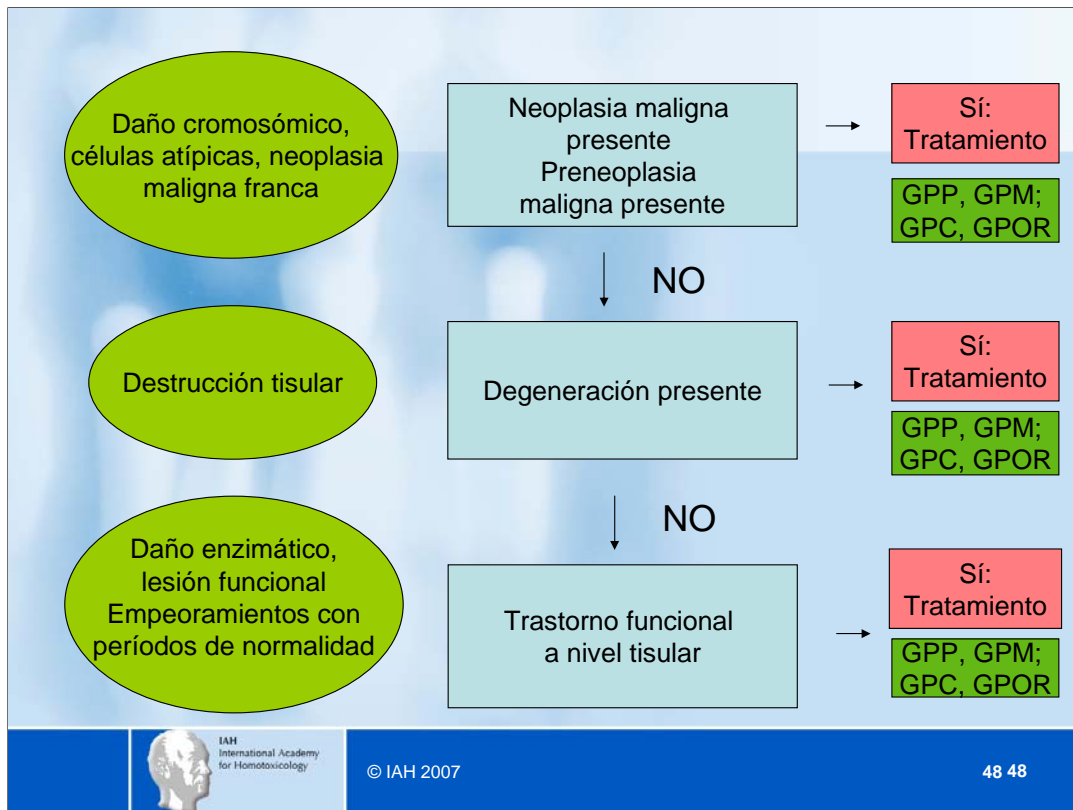 Daño cromosómico,
células atípicas, neoplasia
maligna franca
Neoplasia maligna
presente
Preneoplasia
maligna presente
Sí:
Tratamiento
GPP, GPM;
GPC, GPOR
NO
Destrucción tisular
Degeneración presente
Sí:
Tratamiento
GPP, GPM;
GPC, GPOR
NO
Daño enzimático,
lesión funcional
Empeoramientos con
períodos de normalidad
Trastorno funcional
a nivel tisular
Sí:
Tratamiento
GPP, GPM;
GPC, GPOR
IAH
International Academy
for Homotoxicology
© IAH 2007
48 48